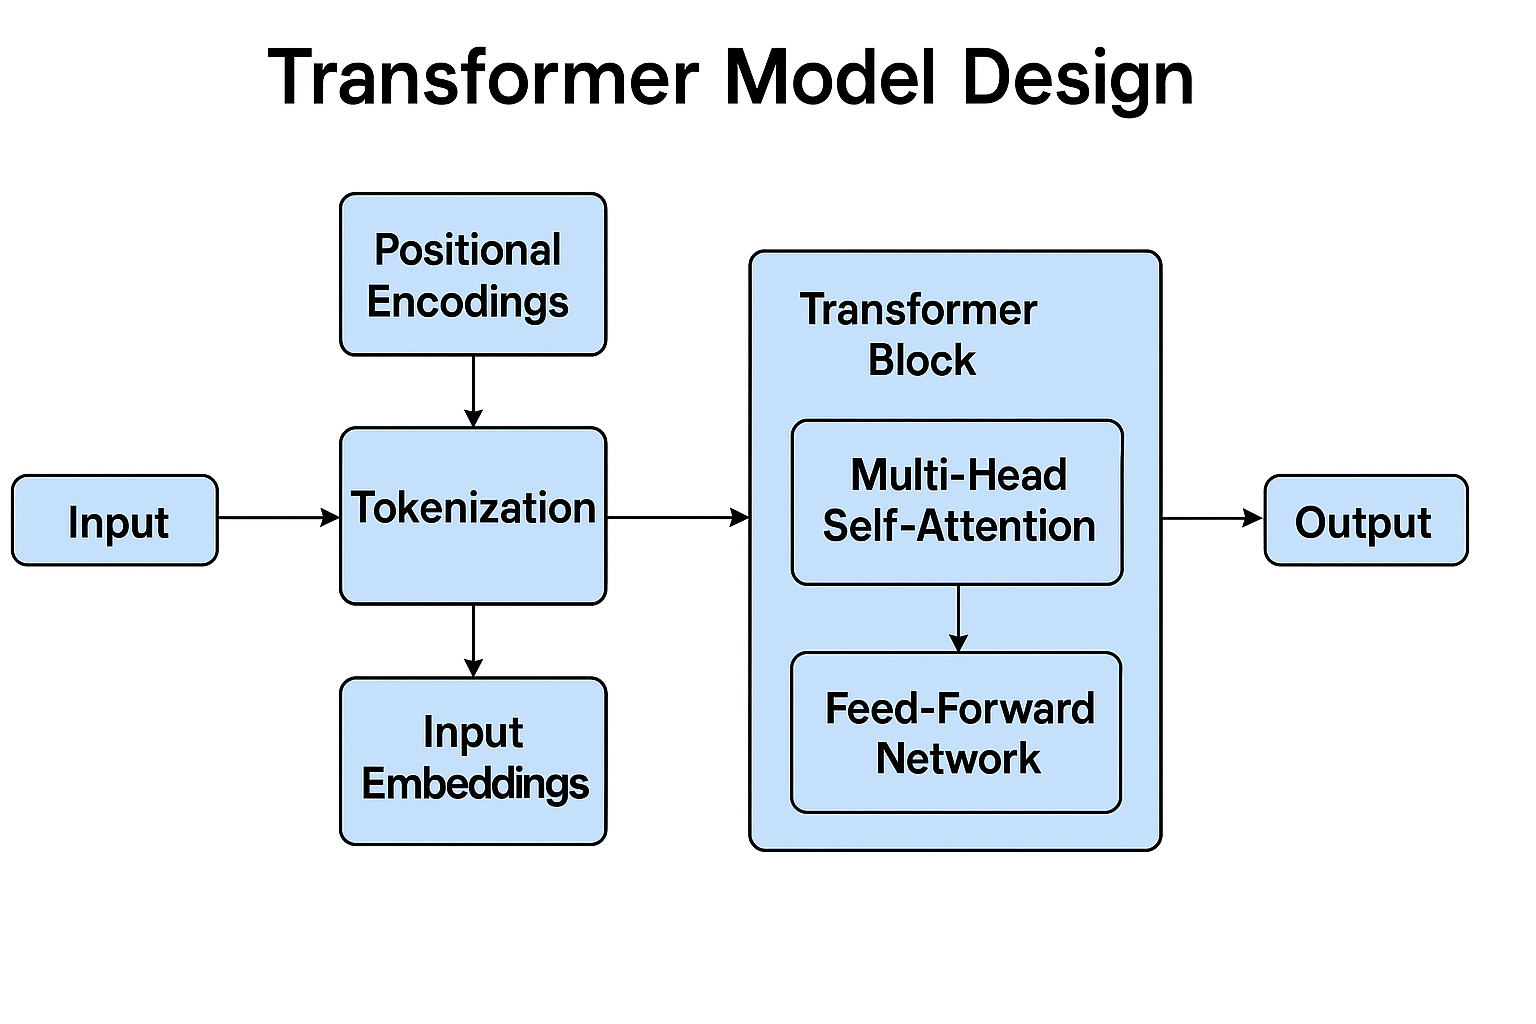 Transformer Model Design
Positional
Encodings
Input
Tokenization
Input
Embeddings
Transformer
Block
Multi-Head
Self-Attention
Feed-Forward
Network
Output